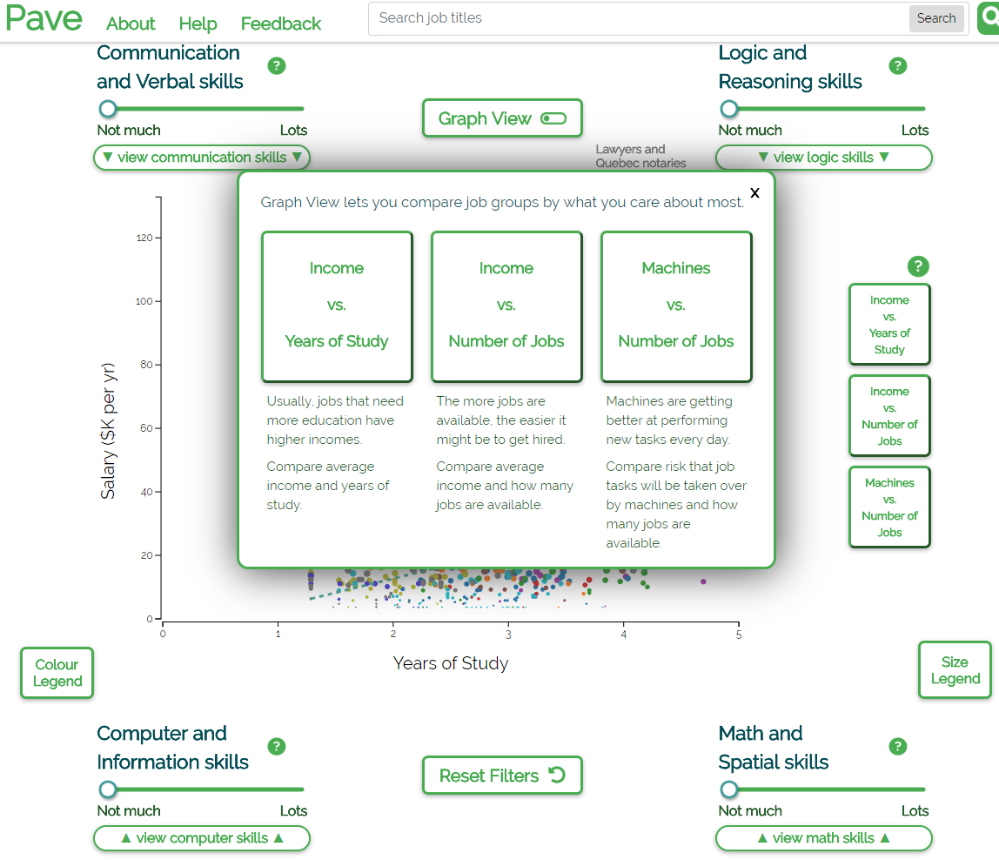 Pave
About
Help
Feedback
Search job titles
Search
Communication
and Verbal skills
?
Not much
Lots
▼ view communication skills ▼
Graph View
Logic and
Reasoning skills
?
Not much
Lots
▼ view logic skills ▼
Lawyers and
Quebec notaries
X
Graph View lets you compare job groups by what you care about most.
Income
vs.
Years of Study
Usually, jobs that need
more education have
higher incomes.
Compare average
income and years of
study.
Income
vs.
Number of Jobs
The more jobs are
available, the easier it
might be to get hired.
Compare average
income and how many
jobs are available.
Machines
vs.
Number of Jobs
Machines are getting
better at performing
new tasks every day.
Compare risk that job
tasks will be taken over
by machines and how
many jobs are
available.
?
Income
vs.
Years of
Study
Income
vs.
Number of
Jobs
Machines
vs.
Number of
Jobs
Salary ($K per yr)
120
100
80
60
40
20
0
0
1
2
3
4
5
Years of Study
Colour
Legend
Size
Legend
Computer and
Information skills
?
Not much
Lots
▲ view computer skills ▲
Reset Filters
Math and
Spatial skills
?
Not much
Lots
▲ view math skills ▲